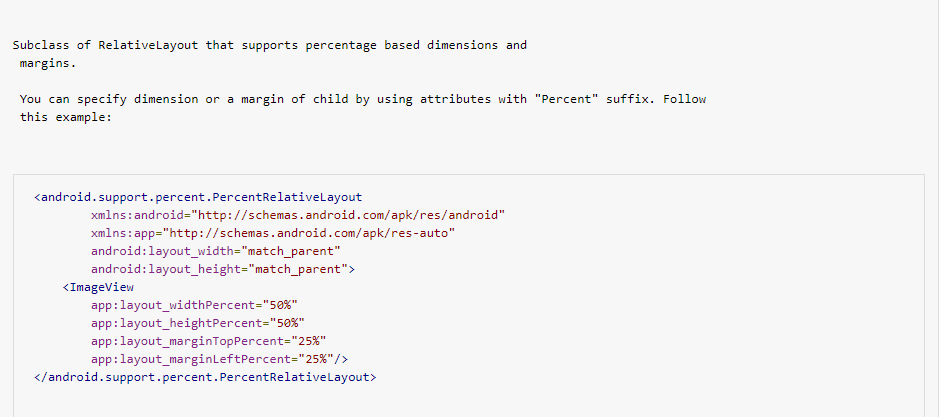 Subclass of RelativeLayout that supports percentage based dimensions and
margins.
You can specify dimension or a margin of child by using attributes with "Percent" suffix. Follow
this example:
<android.support.percent.PercentRelativeLayout
xmlns:android="http://schemas.android.com/apk/res/android"
xmlns:app="http://schemas.android.com/apk/res-auto"
android:layout_width="match_parent"
android:layout_height="match_parent">
<ImageView
app:layout_widthPercent="50%"
app:layout_heightPercent="50%"
app:layout_marginTopPercent="25%"
app:layout_marginLeftPercent="25%"/>
</android.support.percent.PercentRelativeLayout>